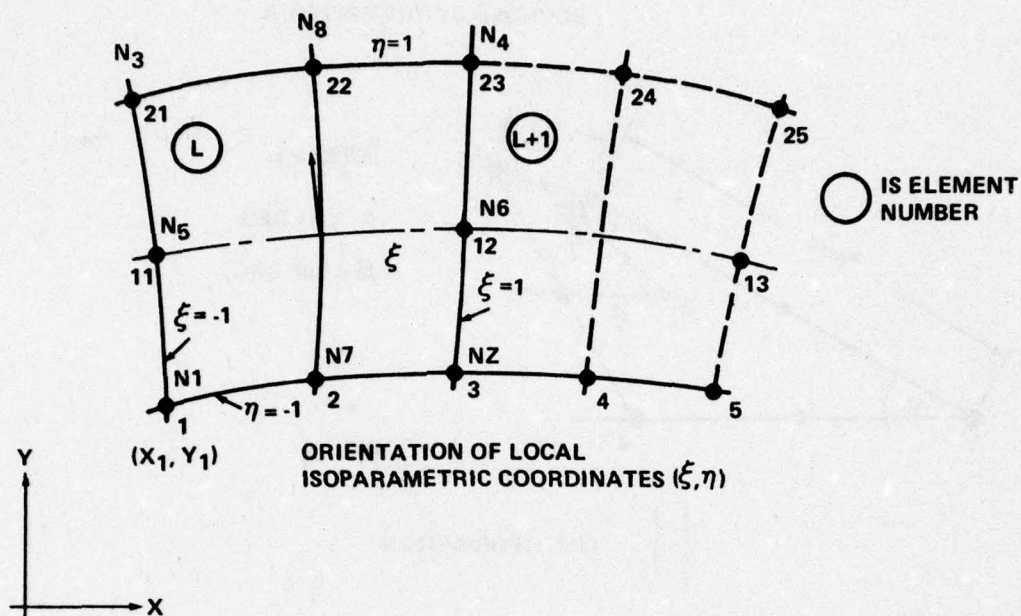 N8
N3
η=1
N4
21
22
23
24
25
L
L+1
IS ELEMENT
NUMBER
N5
N6
11
ξ
12
13
ξ=-1
ξ=1
N1
N7
NZ
1
η=-1
2
3
4
5
(X1, Y1)
ORIENTATION OF LOCAL
ISOPARAMETRIC COORDINATES (ξ,η)
Y
X